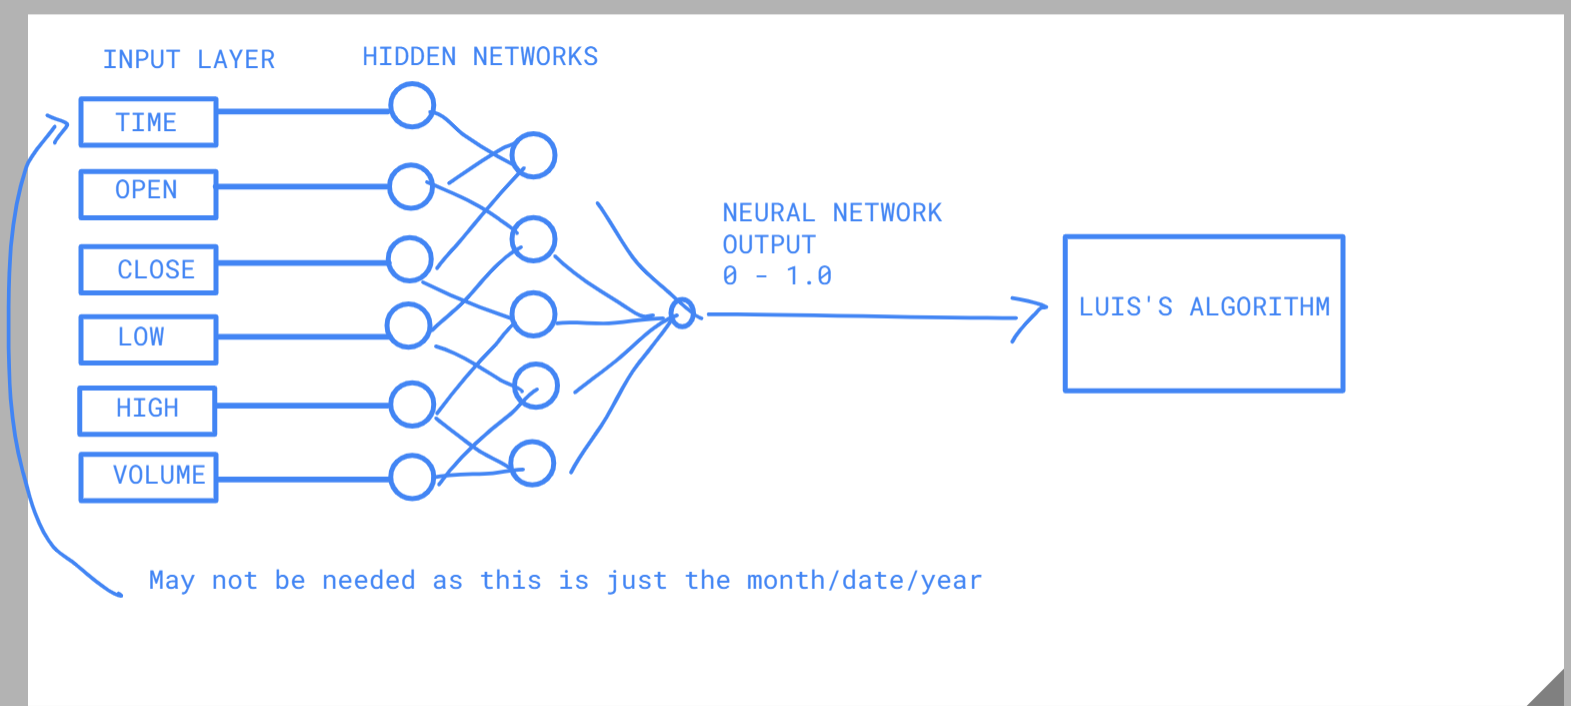 INPUT LAYER
HIDDEN NETWORKS
TIME
OPEN
CLOSE
LOW
HIGH
VOLUME
NEURAL NETWORK
OUTPUT
0 - 1.0
LUIS'S ALGORITHM
May not be needed as this is just the month/date/year